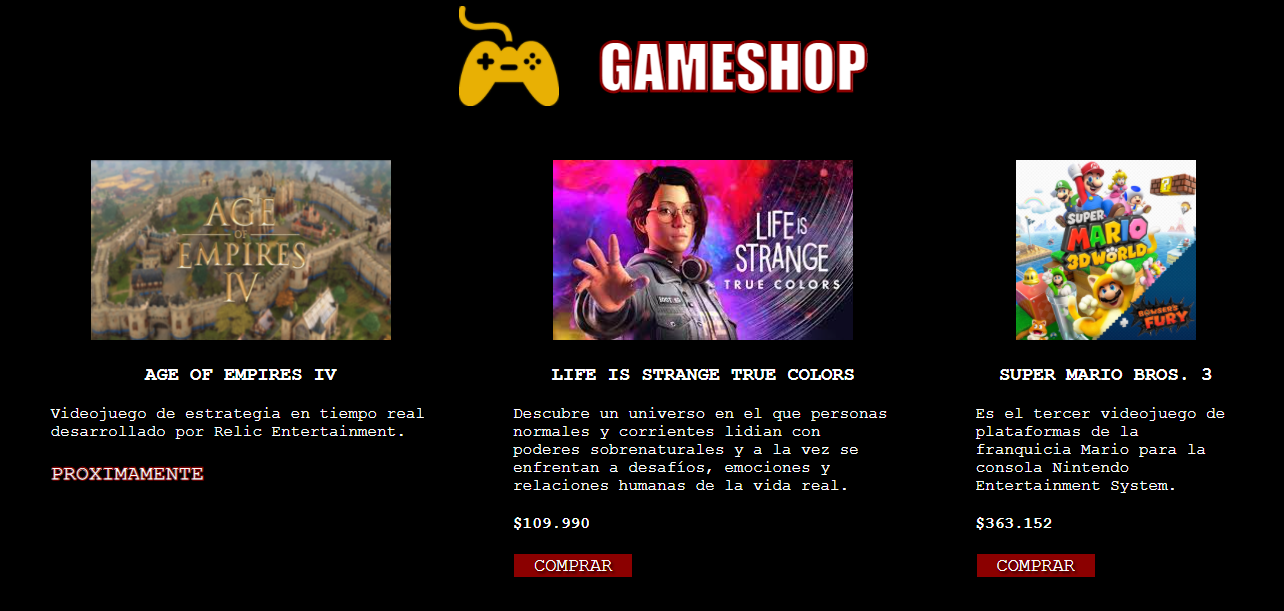 GAMESHOP
AGE
OF
EMPIRES
IV
LIFE IS
STRANGE
TRUE COLORS
SUPER
MARIO
3D WORLD
BOWSER'S
FURY
AGE OF EMPIRES IV
Videojuego de estrategia en tiempo real
desarrollado por Relic Entertainment.
PROXIMAMENTE
LIFE IS STRANGE TRUE COLORS
Descubre un universo en el que personas
normales y corrientes lidian con
poderes sobrenaturales y a la vez se
enfrentan a desafíos, emociones y
relaciones humanas de la vida real.
$109.990
COMPRAR
SUPER MARIO BROS. 3
Es el tercer videojuego de
plataformas de la
franquicia Mario para la
consola Nintendo
Entertainment System.
$363.152
COMPRAR